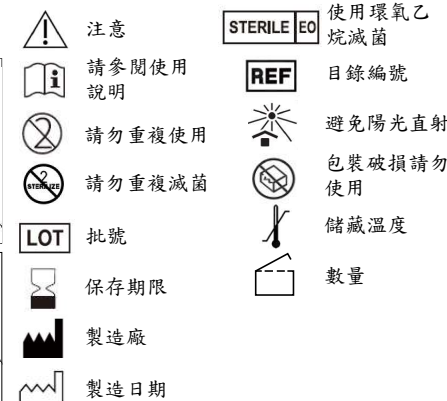 注意
請參閱使用
說明
請勿重複使用
2
STERILIZE
請勿重複滅菌
LOT
批號
保存期限
製造廠
製造日期
STERILE EO
使用環氧乙
烷滅菌
REF
目錄編號
避免陽光直射
包裝破損請勿
使用
儲藏溫度
數量